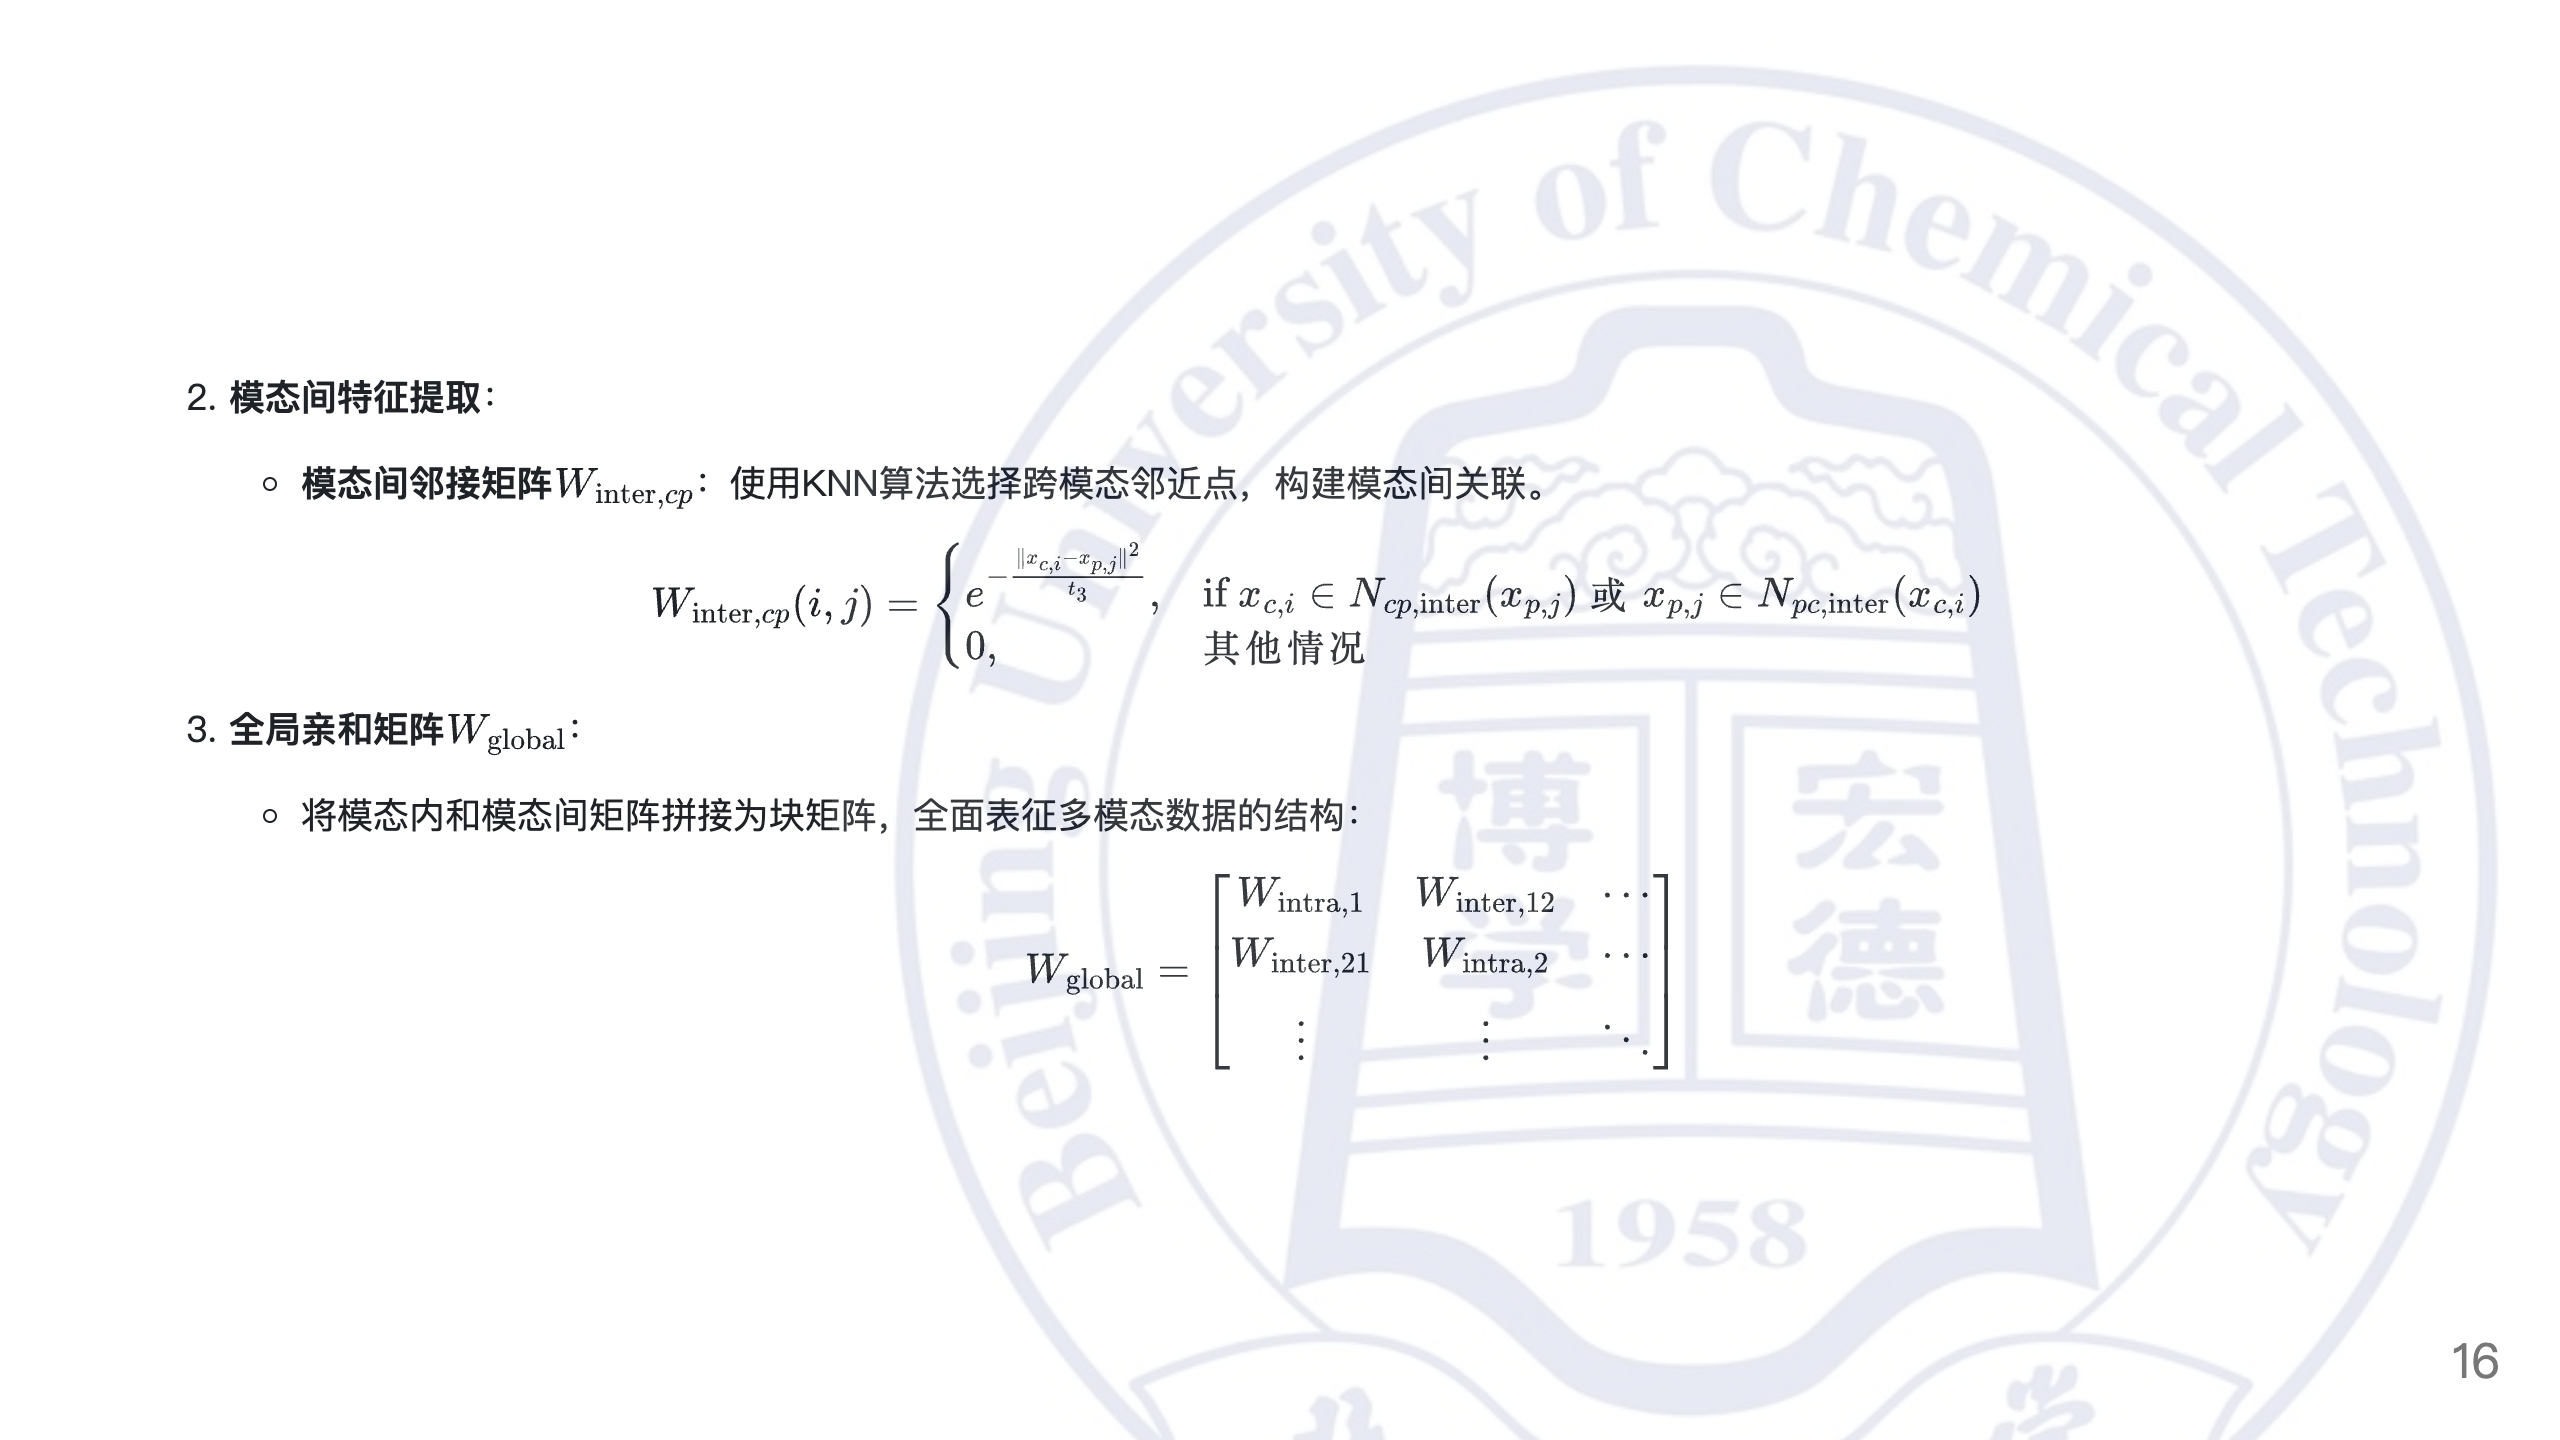 2. 模态间特征提取：
模态间邻接矩阵W_{inter,cp}：使用KNN算法选择跨模态邻近点，构建模态间关联。
W_{inter,cp}(i, j) = { e^{-\frac{‖x_{c,i}-x_{p,j}‖^2}{t_3}}, if x_{c,i} ∈ N_{cp,inter}(x_{p,j}) 或 x_{p,j} ∈ N_{pc,inter}(x_{c,i})
0, 其他情况
3. 全局亲和矩阵W_{global}：
将模态内和模态间矩阵拼接为块矩阵，全面表征多模态数据的结构：
W_{intra,1} W_{inter,12} ⋯
W_{global} = [ W_{inter,21} W_{intra,2} ⋯ ]
⋮ ⋮ ⋱
Beijing University of Chemical Technology
宏德
博学
1958
16